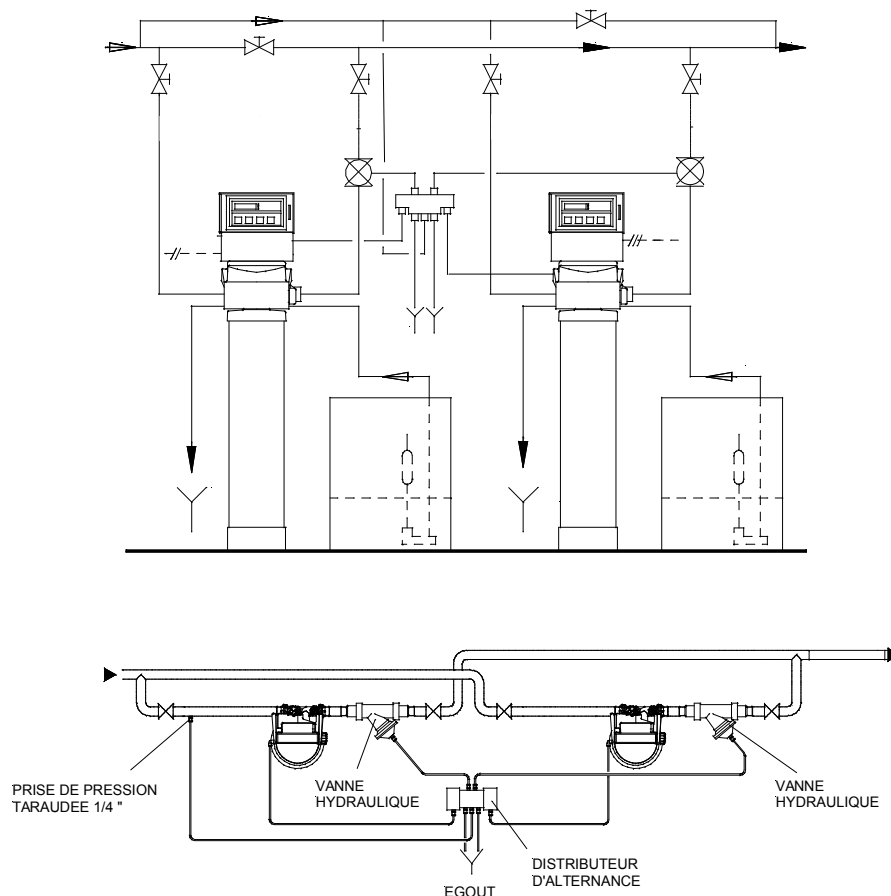 PRISE DE PRESSION
TARAUDEE 1/4 "
VANNE
HYDRAULIQUE
VANNE
HYDRAULIQUE
DISTRIBUTEUR
D'ALTERNANCE
EGOUT